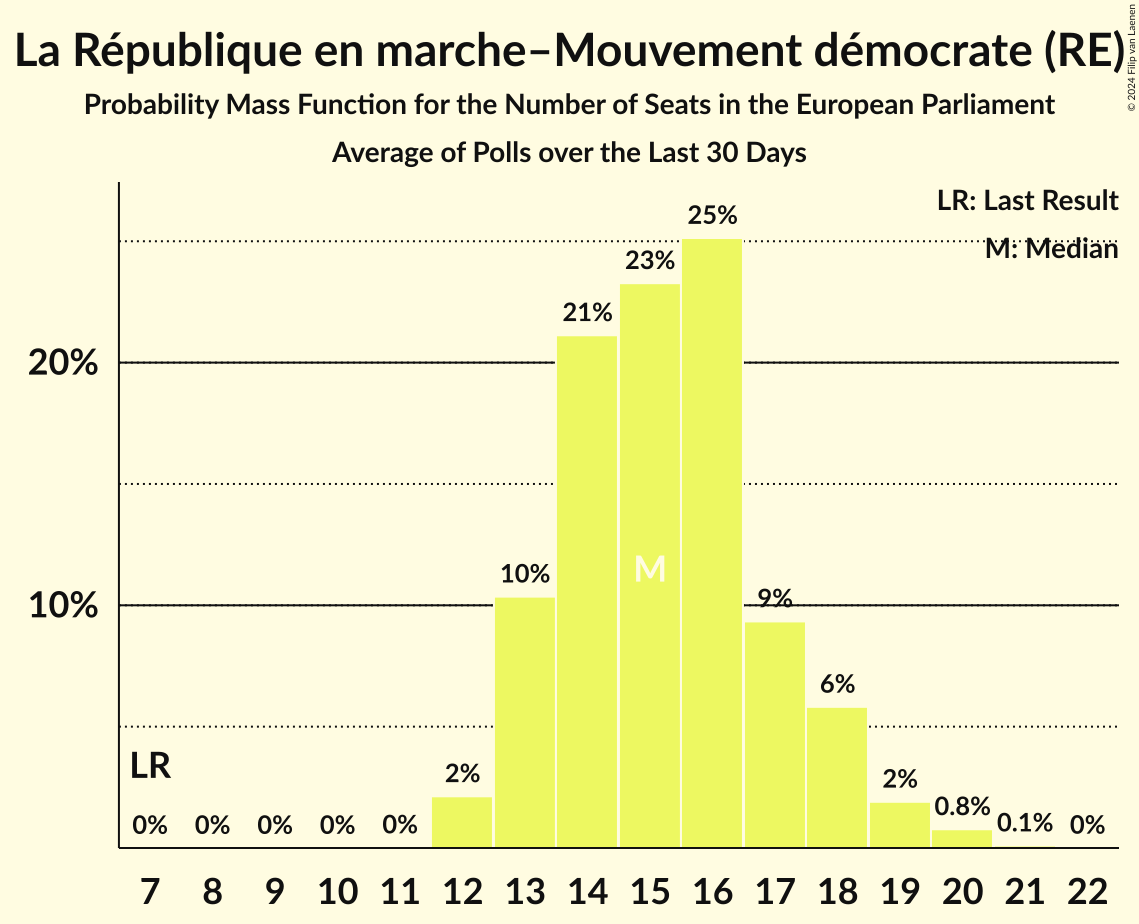 La République en marche–Mouvement démocrate (RE)
© 2024 Filip van Laenen
Probability Mass Function for the Number of Seats in the European Parliament
Average of Polls over the Last 30 Days
LR: Last Result
M: Median
25%
23%
21%
20%
M
10%
9%
10%
6%
LR
2%
2%
0.8%
0% 0% 0% 0% 0% 0.1% 0%
7 8 9 10 11 12 13 14 15 16 17 18 19 20 21 22